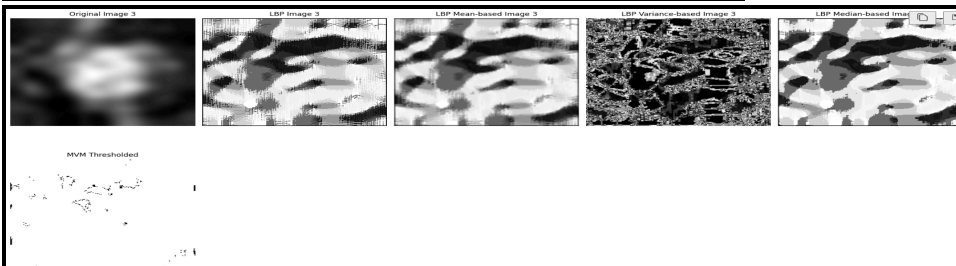 Original Image 3
LBP Image 3
LBP Mean-based Image 3
LBP Variance-based Image 3
LBP Median-based
MVM Thresholded